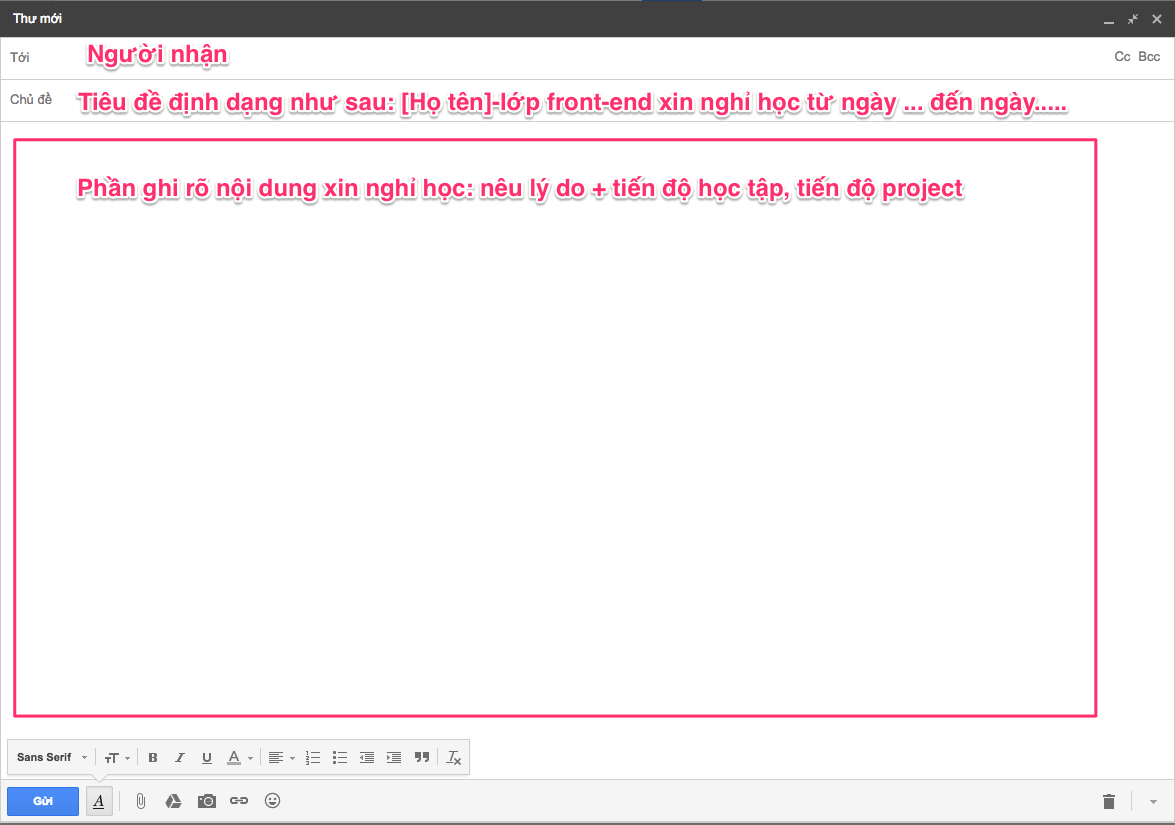 Thư mới
Tới Người nhận Cc Bcc
Chủ đề Tiêu đề định dạng như sau: [Họ tên]-lớp front-end xin nghỉ học từ ngày ... đến ngày.....
Phần ghi rõ nội dung xin nghỉ học: nêu lý do + tiến độ học tập, tiến độ project
Sans Serif TT B I U A
Gửi A